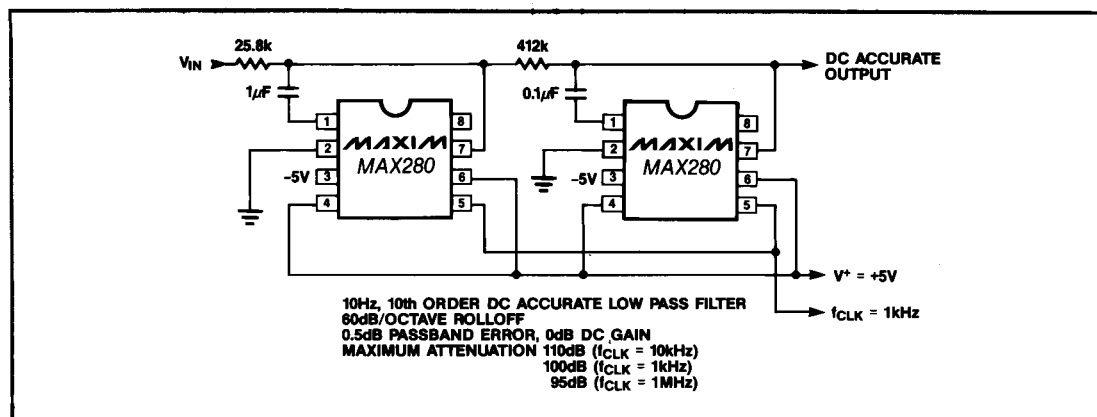 25.8k
412k
V_IN
DC ACCURATE
OUTPUT
1μF
0.1μF
1
8
1
8
2
MAXIM
7
2
MAXIM
7
MAX280
MAX280
-5V
3
6
-5V
3
6
4
5
4
5
V+ = +5V
10Hz, 10th ORDER DC ACCURATE LOW PASS FILTER
60dB/OCTAVE ROLLOFF
fCLK = 1kHz
0.5dB PASSBAND ERROR, 0dB DC GAIN
MAXIMUM ATTENUATION 110dB (fCLK = 10kHz)
100dB (fCLK = 1kHz)
95dB (fCLK = 1MHz)